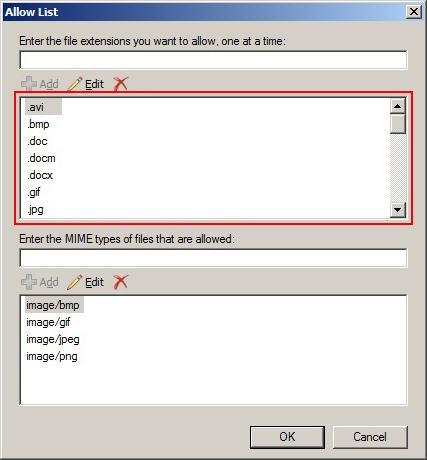 Allow List
Enter the file extensions you want to allow, one at a time:
Add Edit
.avi
.bmp
.doc
.docm
.docx
.gif
.jpg
Enter the MIME types of files that are allowed:
Add Edit
image/bmp
image/gif
image/jpeg
image/png
OK Cancel